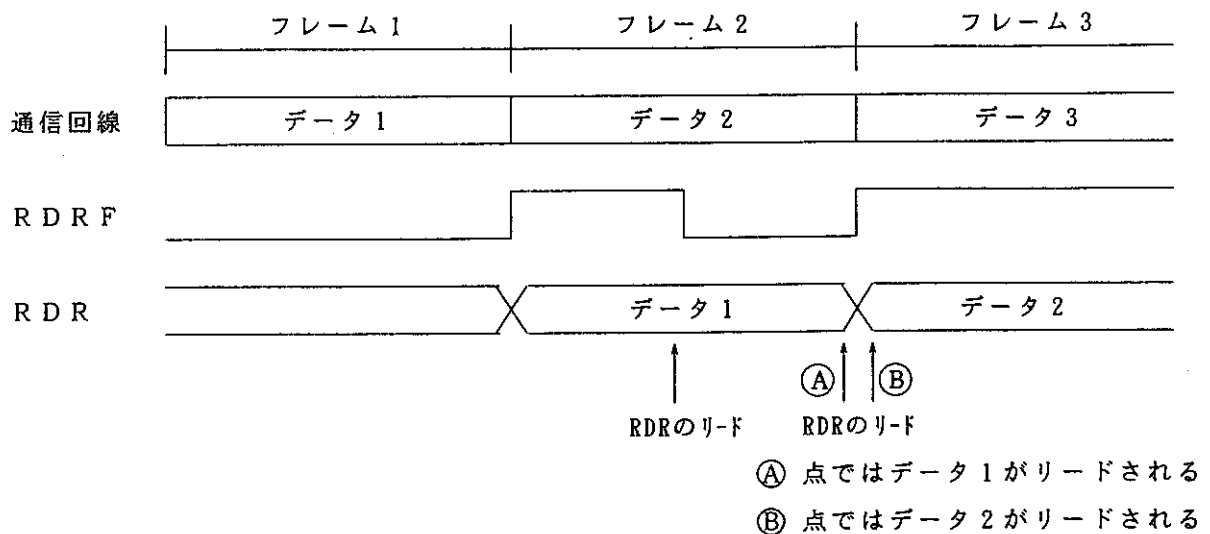 フレーム1 フレーム2 フレーム3
通信回線 データ1 データ2 データ3
RDRF
RDR データ1 データ2
Ⓐ Ⓑ
RDRのリード RDRのリード
Ⓐ 点ではデータ1がリードされる
Ⓑ 点ではデータ2がリードされる